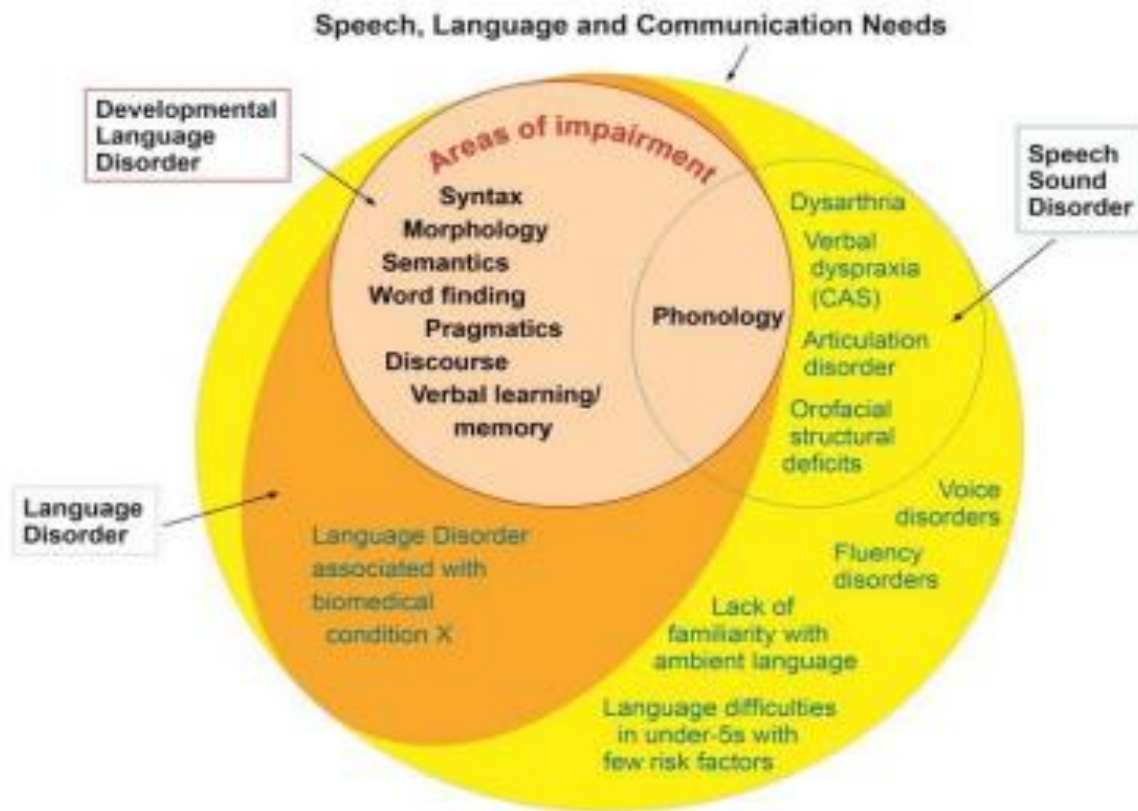 Speech, Language and Communication Needs
Developmental
Language
Disorder
Areas of impairment
Syntax
Morphology
Semantics
Word finding
Pragmatics
Discourse
Verbal learning/
memory
Phonology
Dysarthria
Verbal
dyspraxia
(CAS)
Articulation
disorder
Orofacial
structural
deficits
Speech
Sound
Disorder
Language
Disorder
Language Disorder
associated with
biomedical
condition X
Voice
disorders
Fluency
disorders
Lack of
familiarity with
ambient language
Language difficulties
in under-5s with
few risk factors